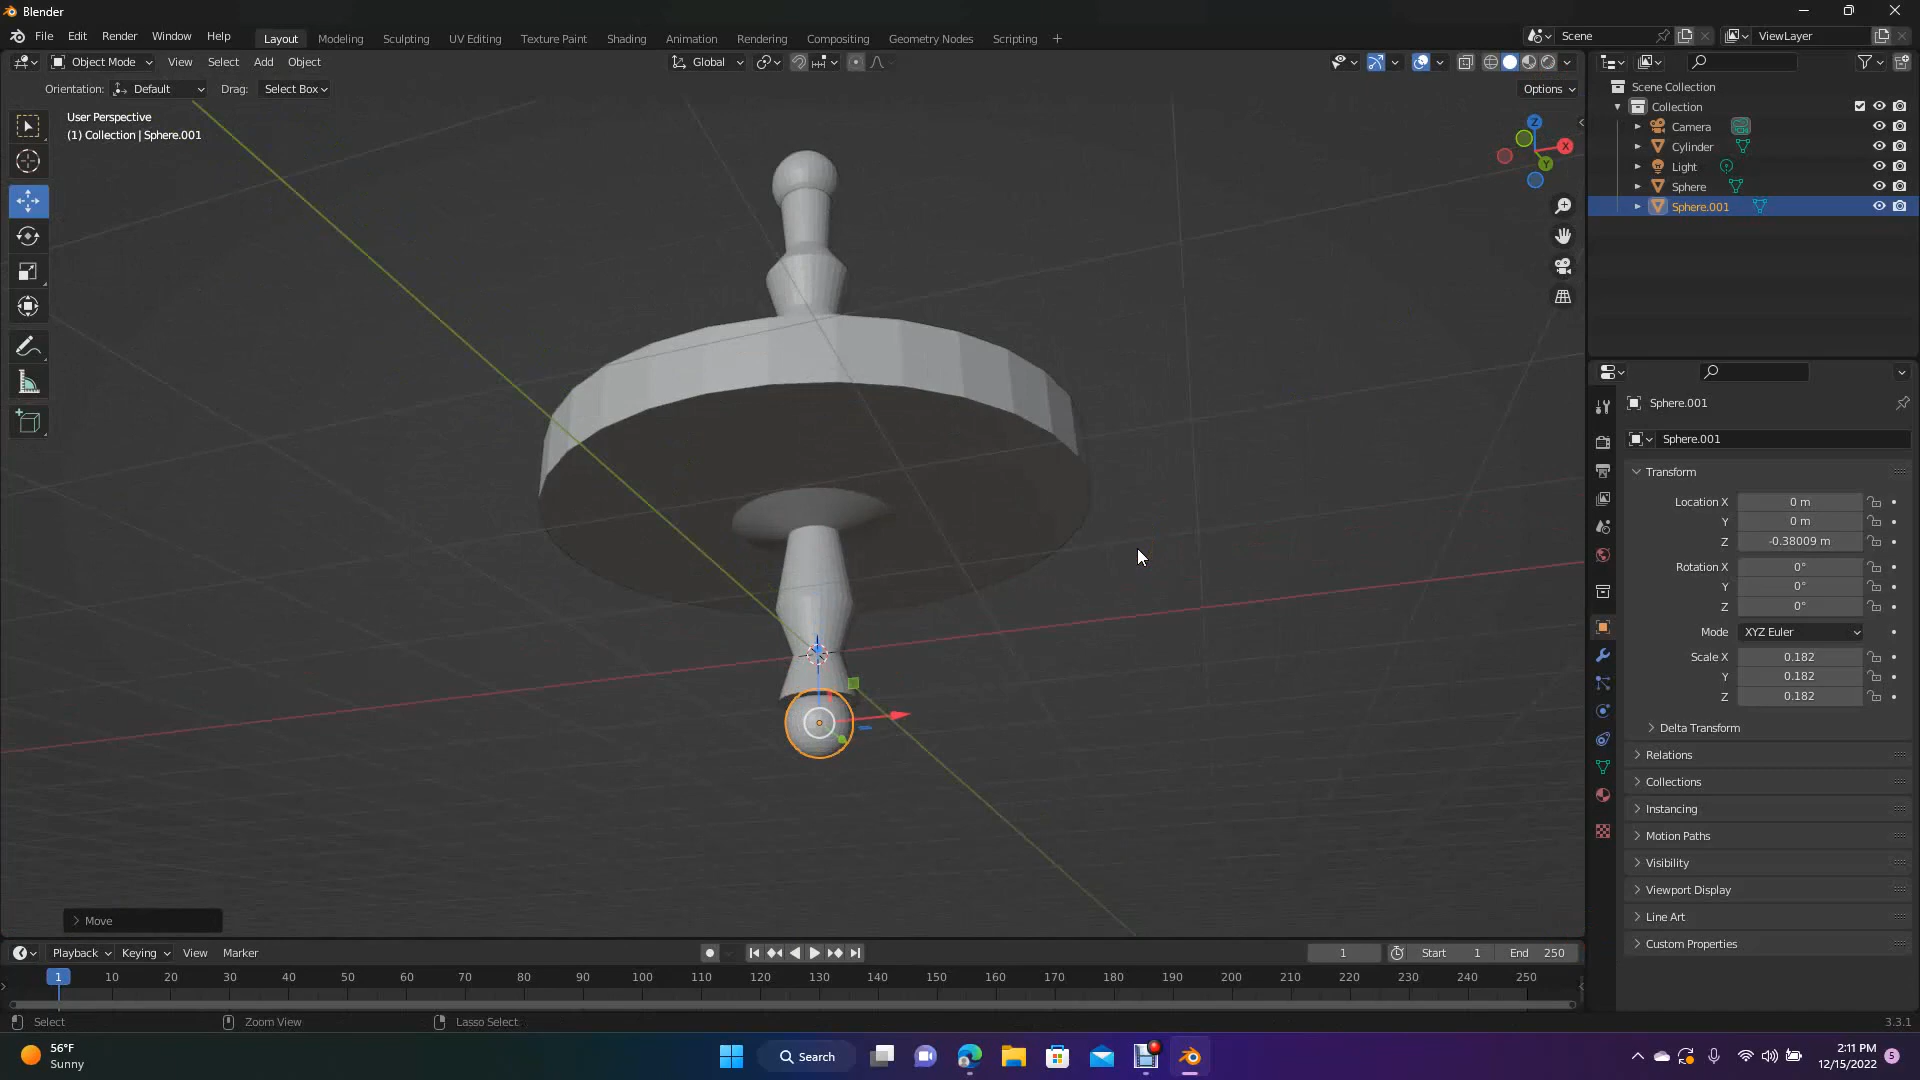 Blender
File Edit Render Window Help
Layout Modeling Sculpting UV Editing Texture Paint Shading Animation Rendering Compositing Geometry Nodes Scripting +
Scene
ViewLayer
Object Mode View Select Add Object
Global
Orientation: Default Drag: Select Box
Options
User Perspective
(1) Collection | Sphere.001
Z
X
Y
Scene Collection
Collection
Camera
Cylinder
Light
Sphere
Sphere.001
Sphere.001
Sphere.001
Transform
Location X 0 m
Y 0 m
Z -0.38009 m
Rotation X 0°
Y 0°
Z 0°
Mode XYZ Euler
Scale X 0.182
Y 0.182
Z 0.182
Delta Transform
Relations
Collections
Instancing
Motion Paths
Visibility
Viewport Display
Line Art
Custom Properties
Move
Playback Keying View Marker
1 Start 1 End 250
1 10 20 30 40 50 60 70 80 90 100 110 120 130 140 150 160 170 180 190 200 210 220 230 240 250
Select Zoom View Lasso Select
3.3.1
56°F
Sunny
Search
2:11 PM
12/15/2022
5